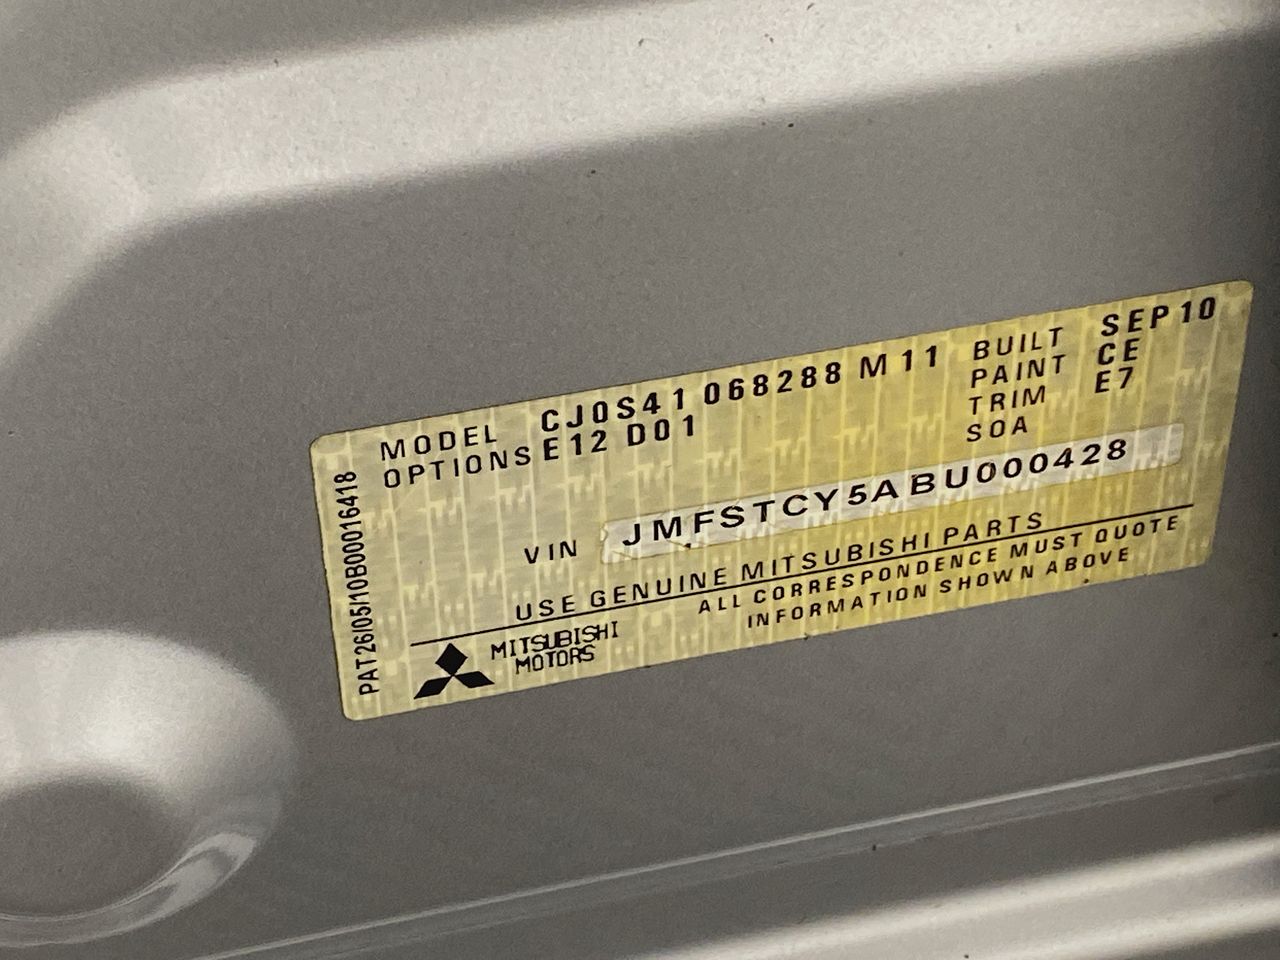 MODEL CJ0S41 068288 M11 BUILT SEP10
OPTIONS E12 D01 PAINT CE
TRIM E7
SOA
VIN JMFSTCY5ABU000428
USE GENUINE MITSUBISHI PARTS
MITSUBISHI MOTORS
ALL CORRESPONDENCE MUST QUOTE
INFORMATION SHOWN ABOVE
PAT26/05/10B00016418